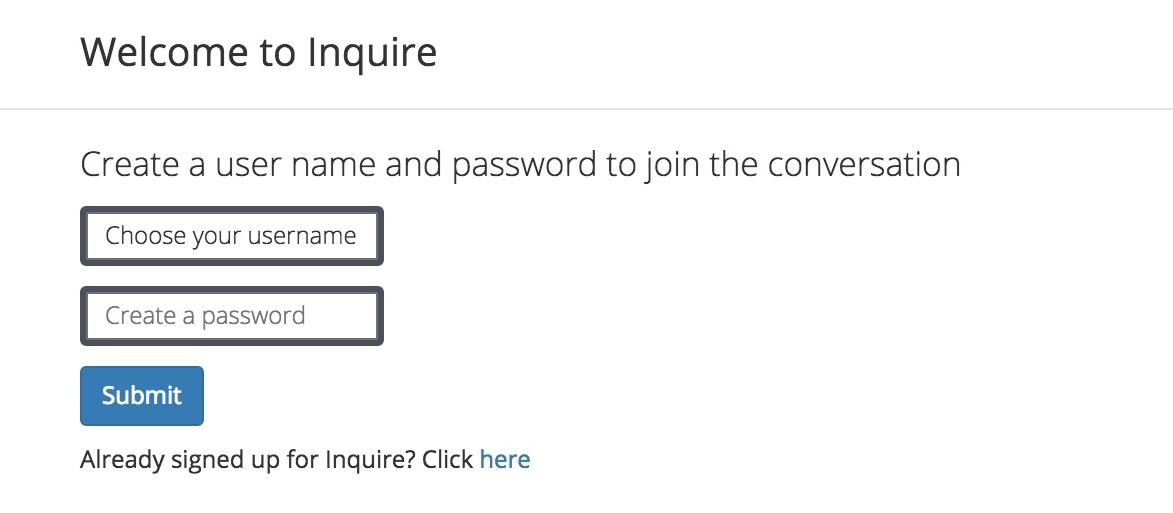 Welcome to Inquire
Create a user name and password to join the conversation
Choose your username
Create a password
Submit
Already signed up for Inquire? Click here